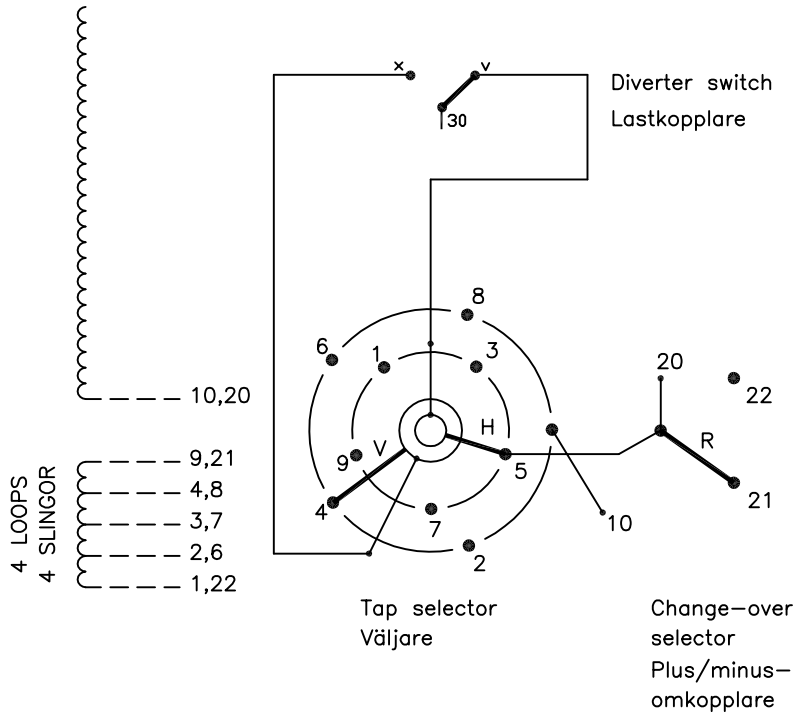 x
v
30
Diverter switch
Lastkopplare
8
6
1
3
20
22
10,20
H
R
V
9,21
9
5
4,8
21
4
3,7
7
10
2,6
2
1,22
4 LOOPS
4 SLINGOR
Tap selector
Väljare
Change-over
selector
Plus/minus-
omkopplare